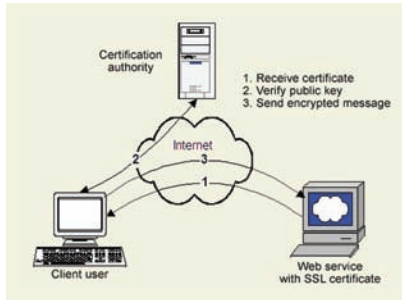 Certification
authority
1. Receive certificate
2. Verify public key
3. Send encrypted message
Internet
2
3
1
Client user
Web service
with SSL certificate